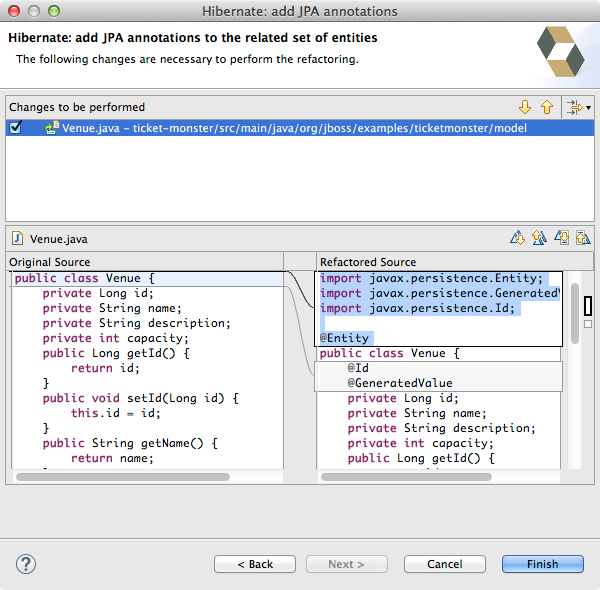 Hibernate: add JPA annotations
Hibernate: add JPA annotations to the related set of entities
The following changes are necessary to perform the refactoring.
Changes to be performed
Venue.java – ticket-monster/src/main/java/org/jboss/examples/ticketmonster/model
Venue.java
Original Source
public class Venue {
private Long id;
private String name;
private String description;
private int capacity;
public Long getId() {
return id;
}
public void setId(Long id) {
this.id = id;
}
public String getName() {
return name;
Refactored Source
import javax.persistence.Entity;
import javax.persistence.Generated
import javax.persistence.Id;
@Entity
public class Venue {
@Id
@GeneratedValue
private Long id;
private String name;
private String description;
private int capacity;
public Long getId() {
? < Back Next > Cancel Finish